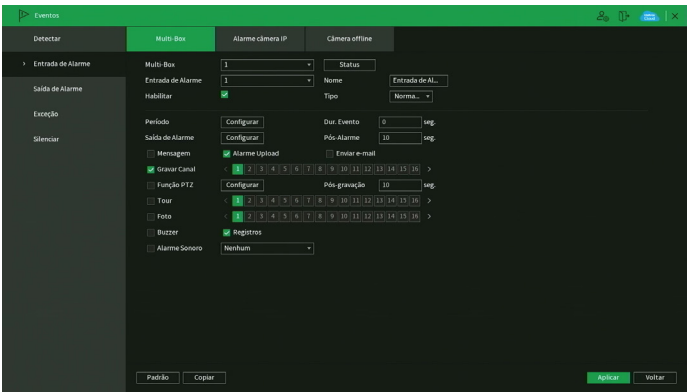 Eventos
Detectar
Multi-Box Alarme câmera IP Câmera offline
Entrada de Alarme
Saída de Alarme
Exceção
Silenciar
Multi-Box 1 Status
Entrada de Alarme 1 Nome Entrada de Al...
Habilitar Tipo Norma...
Período Configurar Dur. Evento 0 seg.
Saída de Alarme Configurar Pós-Alarme 10 seg.
Mensagem Alarme Upload Enviar e-mail
Gravar Canal < 1 2 3 4 5 6 7 8 9 10 11 12 13 14 15 16 >
Função PTZ Configurar Pós-gravação 10 seg.
Tour < 1 2 3 4 5 6 7 8 9 10 11 12 13 14 15 16 >
Foto < 1 2 3 4 5 6 7 8 9 10 11 12 13 14 15 16 >
Buzzer Registros
Alarme Sonoro Nenhum
Padrão Copiar Aplicar Voltar